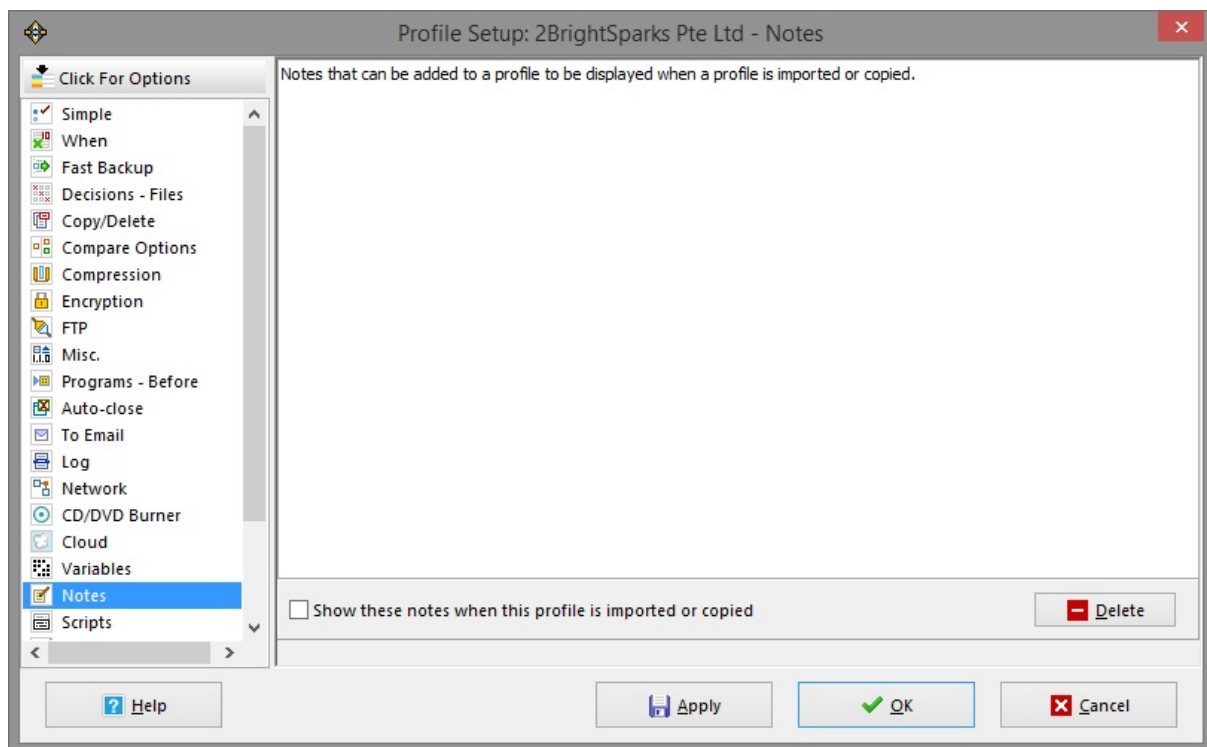 Profile Setup: 2BrightSparks Pte Ltd - Notes
Click For Options
Simple
When
Fast Backup
Decisions - Files
Copy/Delete
Compare Options
Compression
Encryption
FTP
Misc.
Programs - Before
Auto-close
To Email
Log
Network
CD/DVD Burner
Cloud
Variables
Notes
Scripts
Notes that can be added to a profile to be displayed when a profile is imported or copied.
Show these notes when this profile is imported or copied
Delete
Help
Apply
OK
Cancel